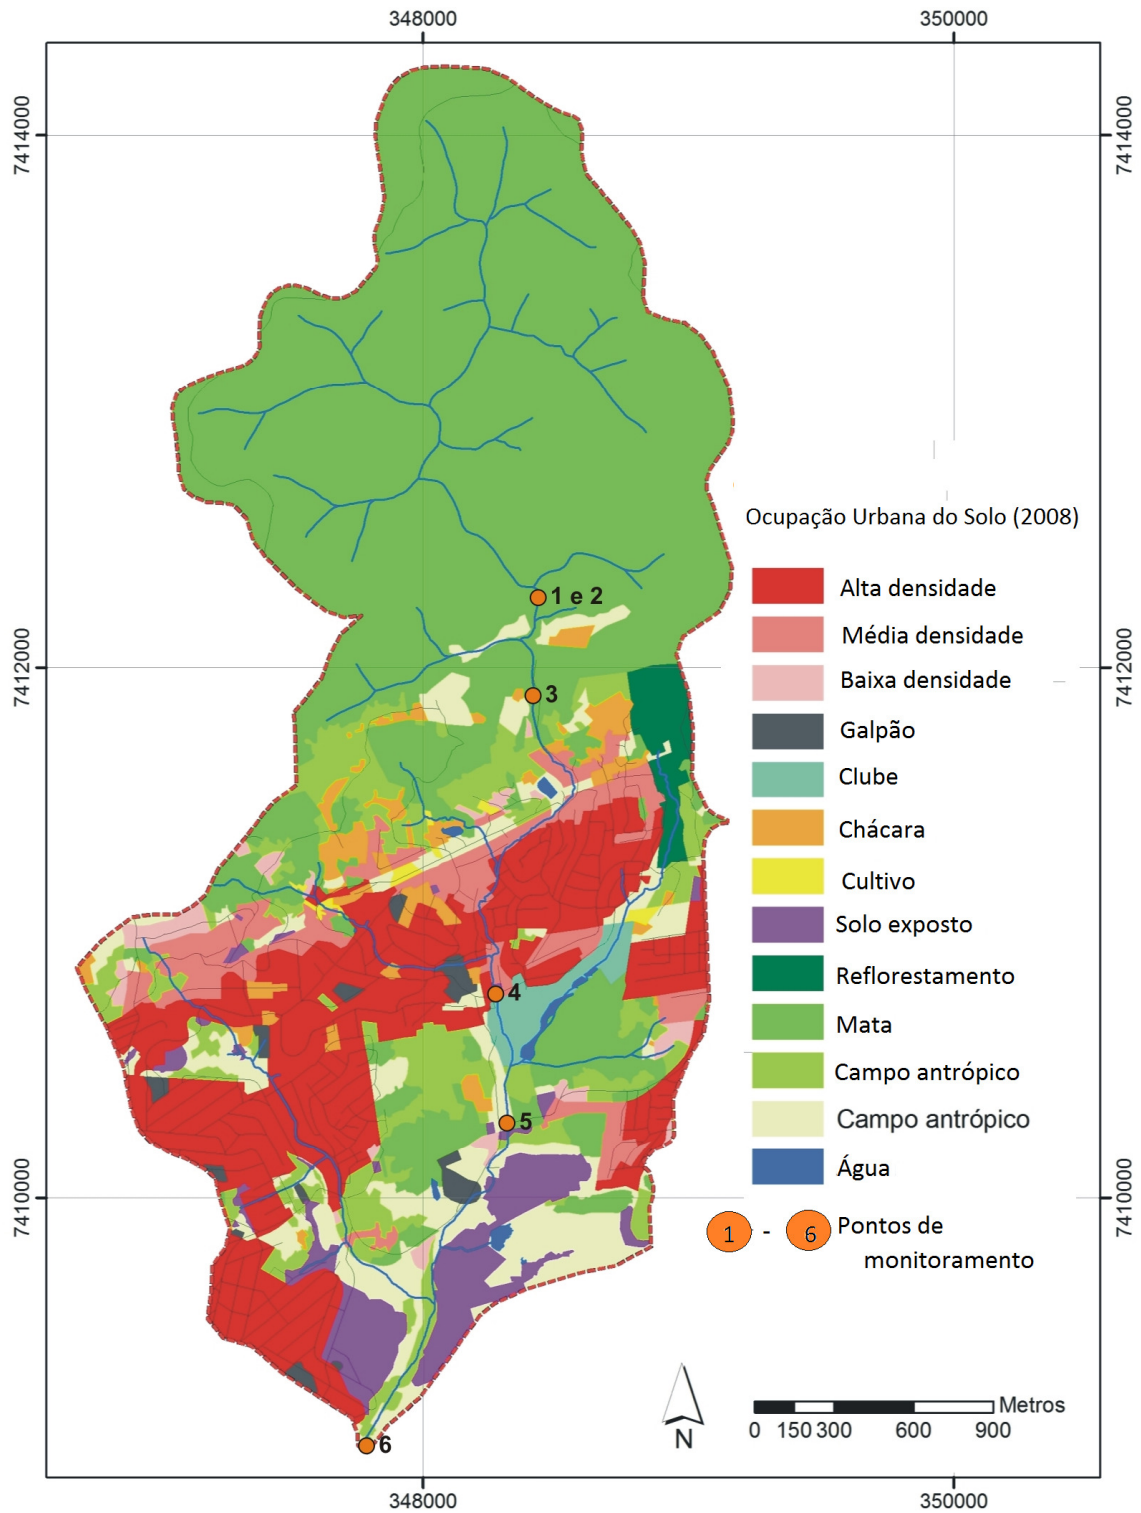 348000
350000
7414000
7414000
Ocupação Urbana do Solo (2008)
Alta densidade
1 e 2
Média densidade
7412000
7412000
Baixa densidade
3
Galpão
Clube
Chácara
Cultivo
Solo exposto
Reflorestamento
4
Mata
Campo antrópico
5
Campo antrópico
Água
7410000
7410000
1 - 6 Pontos de
monitoramento
Metros
0 150 300 600 900
N
6
348000
350000